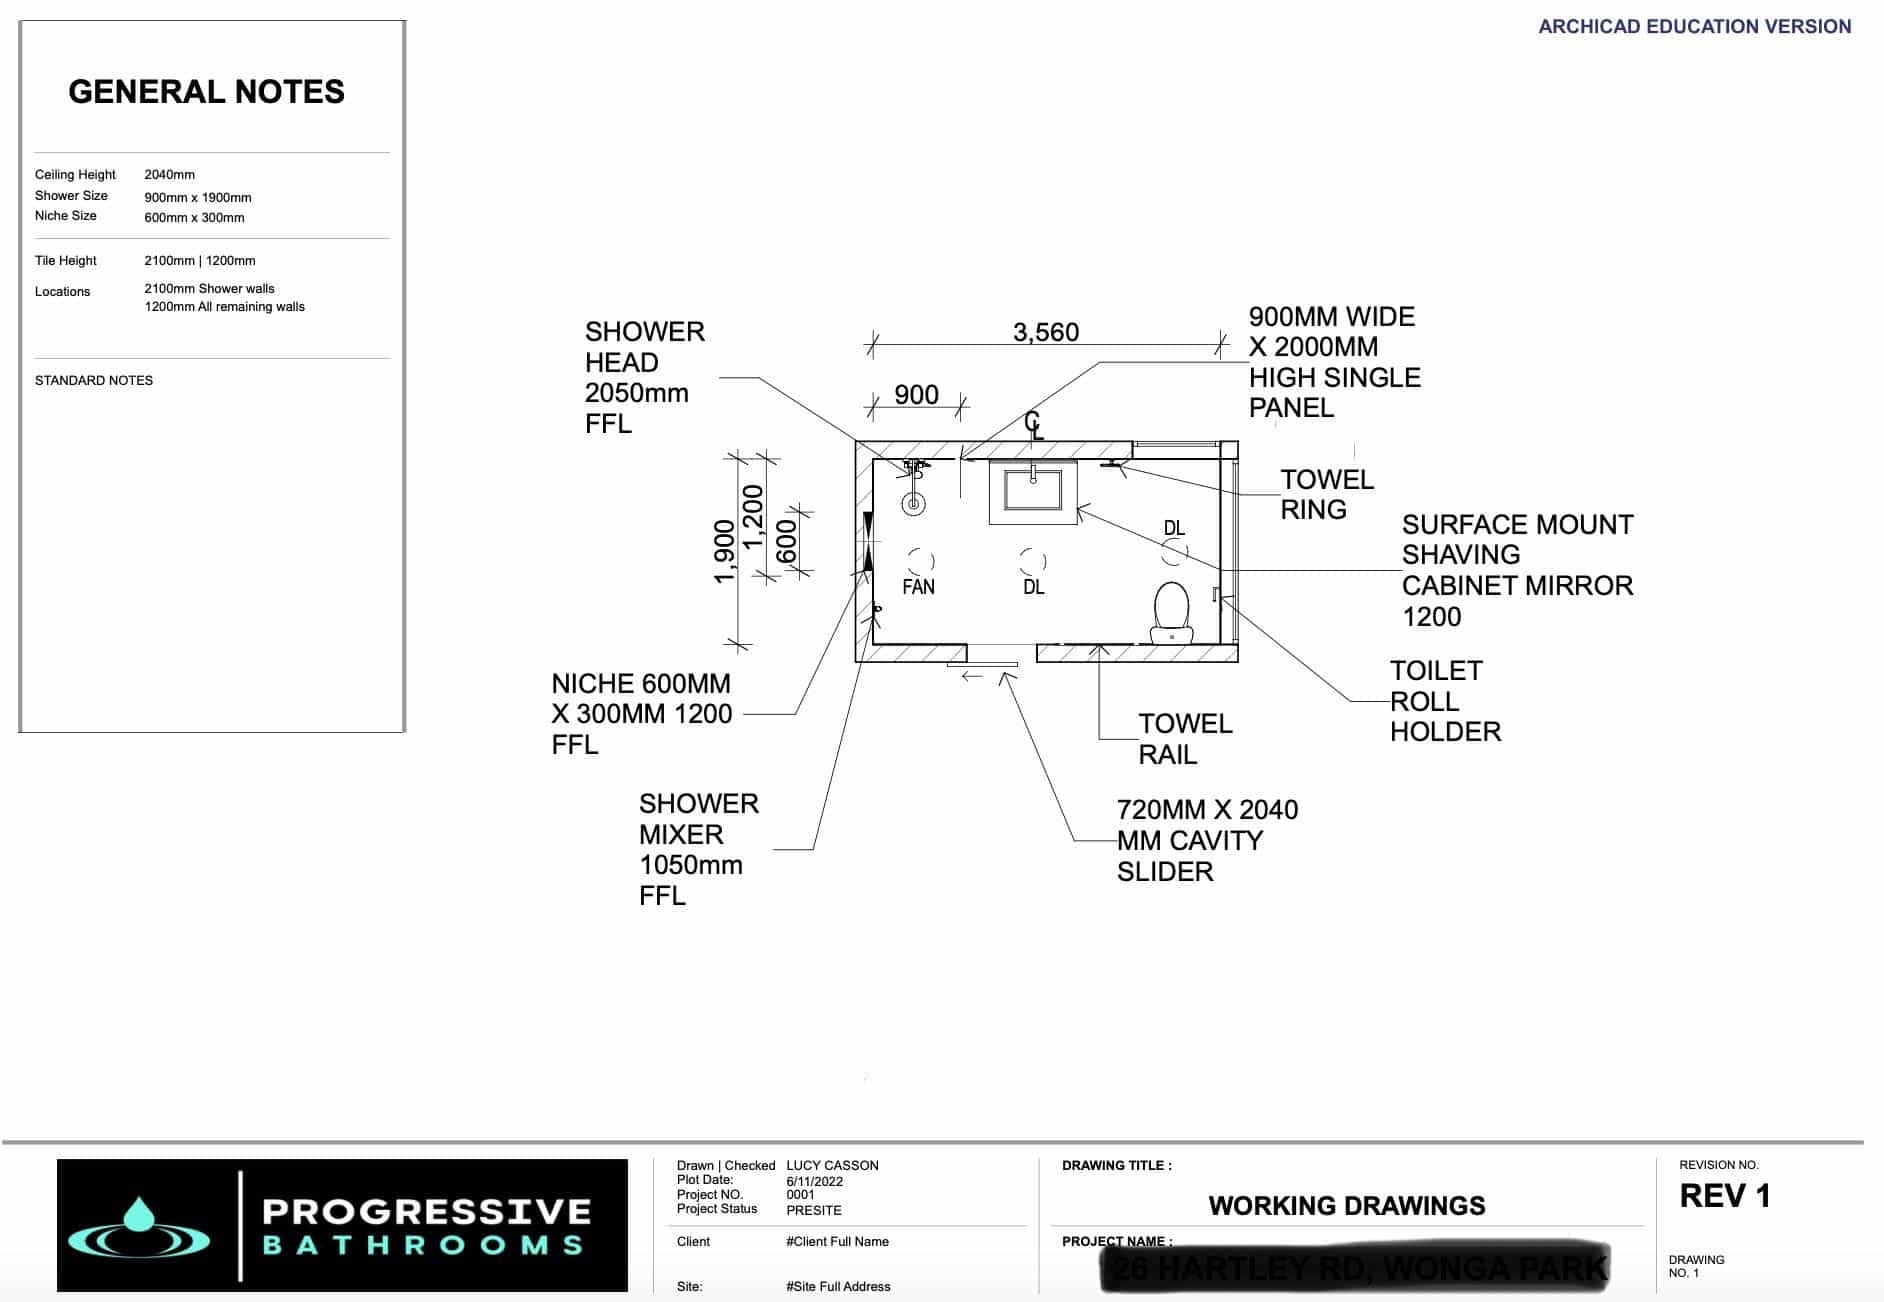 ARCHICAD EDUCATION VERSION
GENERAL NOTES
Ceiling Height 2040mm
Shower Size 900mm x 1900mm
Niche Size 600mm x 300mm
Tile Height 2100mm | 1200mm
Locations 2100mm Shower walls
1200mm All remaining walls
STANDARD NOTES
SHOWER
HEAD
2050mm
FFL
3,560
900
900MM WIDE
X 2000MM
HIGH SINGLE
PANEL
CL
TOWEL
RING
1,900
1,200
600
SURFACE MOUNT
SHAVING
CABINET MIRROR
1200
DL
FAN
DL
NICHE 600MM
X 300MM 1200
FFL
TOILET
ROLL
HOLDER
TOWEL
RAIL
SHOWER
MIXER
1050mm
FFL
720MM X 2040
MM CAVITY
SLIDER
PROGRESSIVE
BATHROOMS
Drawn | Checked LUCY CASSON
Plot Date: 6/11/2022
Project NO. 0001
Project Status PRESITE
Client #Client Full Name
Site: #Site Full Address
DRAWING TITLE :
WORKING DRAWINGS
PROJECT NAME :
REVISION NO.
REV 1
DRAWING
NO. 1